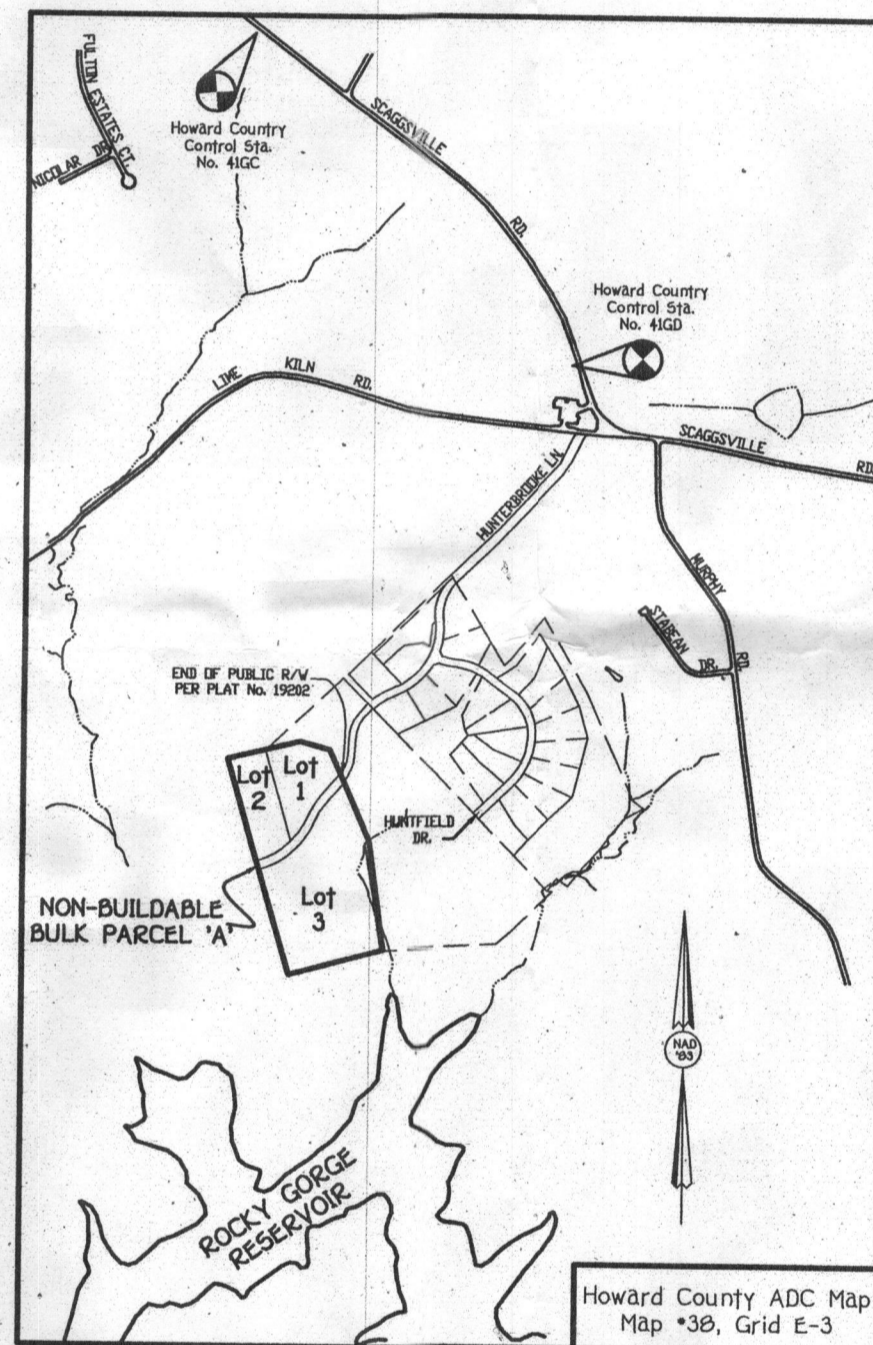 FULTON ESTATES CT.
NICOLAR DR.
Howard Country
Control Sta.
No. 41GC
SCAGGSVILLE
RD.
Howard Country
Control Sta.
No. 41GD
LIME
KILN
RD.
SCAGGSVILLE
RD.
HUNTERBROOKE LN.
MURPHY
RD.
STABEAN
DR.
END OF PUBLIC R/W
PER PLAT No. 19202
Lot
1
Lot
2
HUNTFIELD
DR.
Lot
3
NON-BUILDABLE
BULK PARCEL 'A'
NAD
'83
ROCKY GORGE
RESERVOIR
Howard County ADC Map
Map #38, Grid E-3